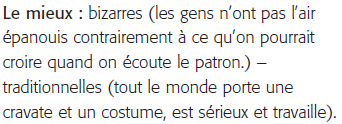 Le mieux : bizarres (les gens n’ont pas l’air
épanouis contrairement à ce qu’on pourrait
croire quand on écoute le patron.) –
traditionnelles (tout le monde porte une
cravate et un costume, est sérieux et travaille).